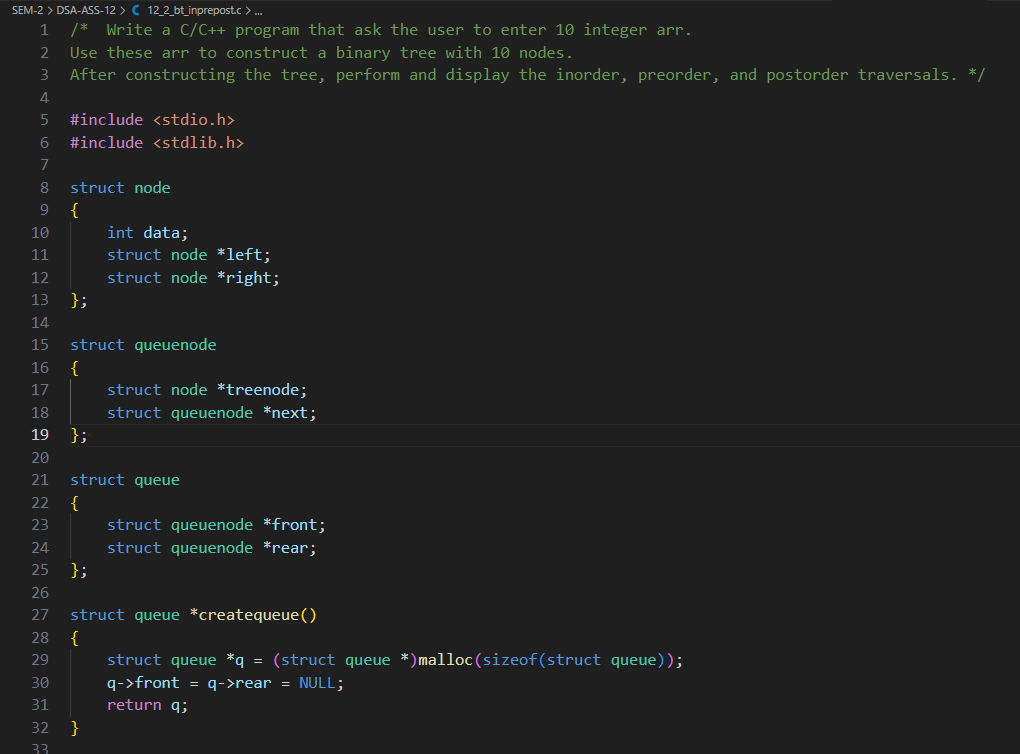 SEM-2 > DSA-ASS-12 > C 12_2_bt_inprepost.c > ...
1 /*  Write a C/C++ program that ask the user to enter 10 integer arr.
2 Use these arr to construct a binary tree with 10 nodes.
3 After constructing the tree, perform and display the inorder, preorder, and postorder traversals. */
4
5 #include <stdio.h>
6 #include <stdlib.h>
7
8 struct node
9 {
10     int data;
11     struct node *left;
12     struct node *right;
13 };
14
15 struct queuenode
16 {
17     struct node *treenode;
18     struct queuenode *next;
19 };
20
21 struct queue
22 {
23     struct queuenode *front;
24     struct queuenode *rear;
25 };
26
27 struct queue *createqueue()
28 {
29     struct queue *q = (struct queue *)malloc(sizeof(struct queue));
30     q->front = q->rear = NULL;
31     return q;
32 }
33